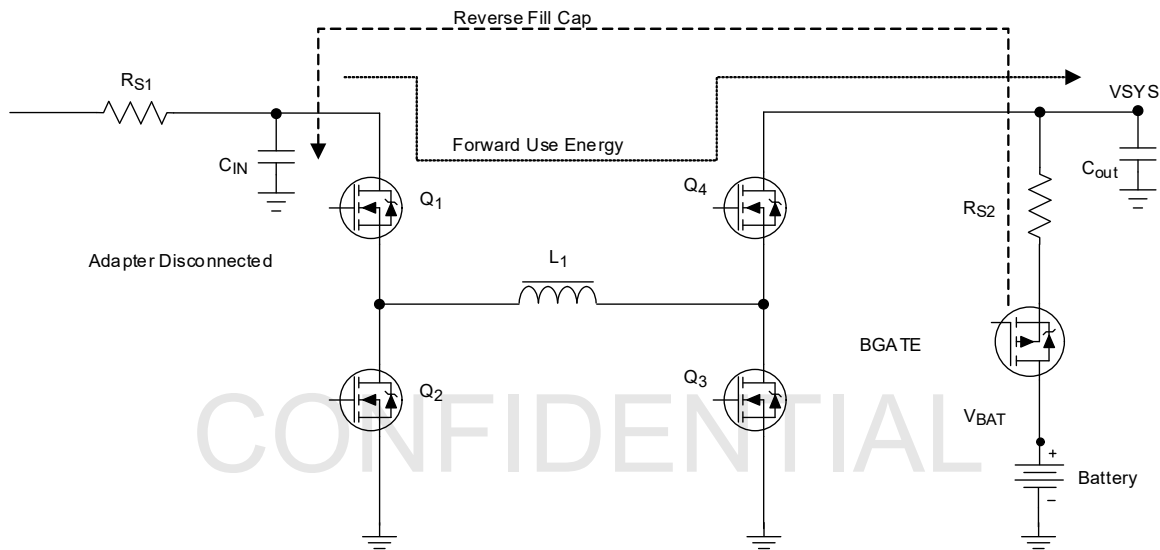 Reverse Fill Cap
RS1
VSYS
CIN
Forward Use Energy
Cout
Q1
Q4
RS2
Adapter Disconnected
L1
BGATE
Q2
Q3
CONFIDENTIAL
VBAT
+
Battery
−